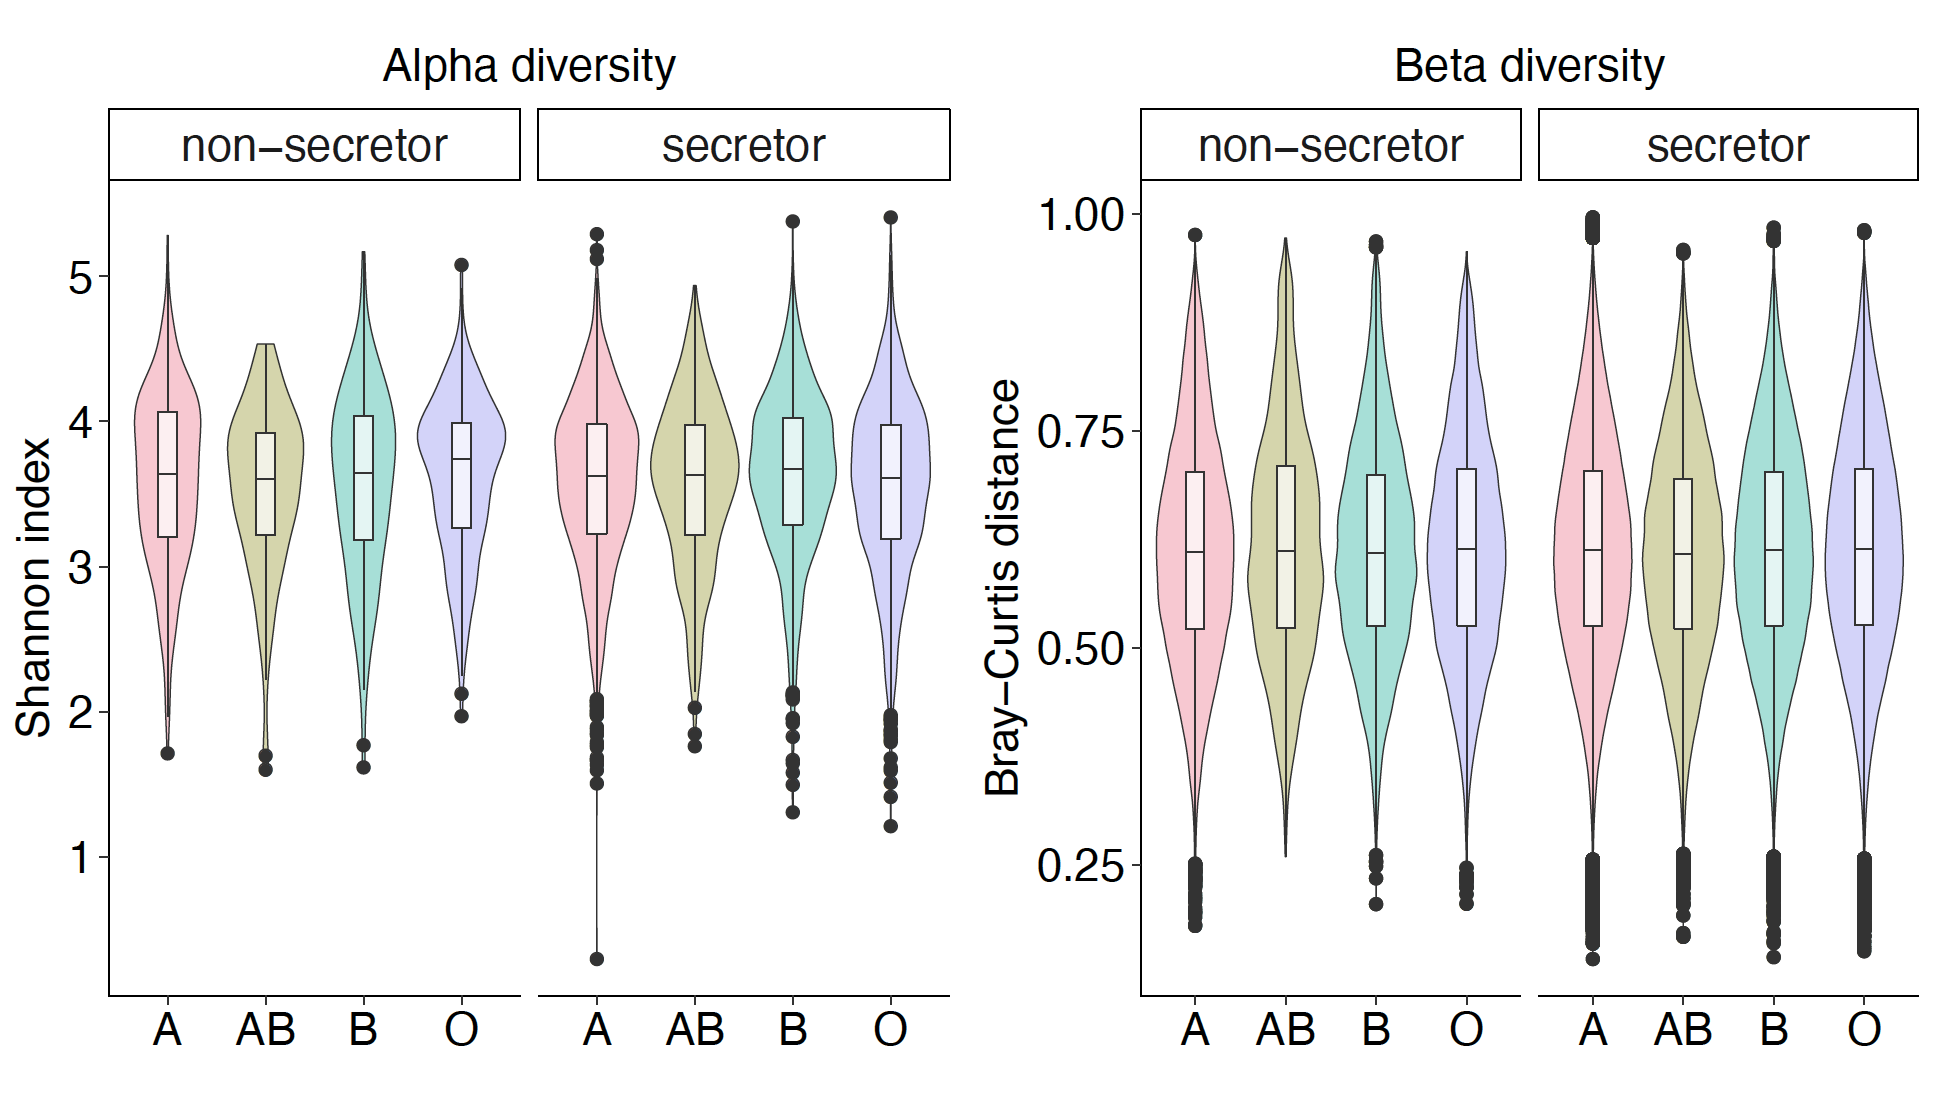 Alpha diversity
non−secretor
secretor
Shannon index
5
4
3
2
1
A
AB
B
O
A
AB
B
O
Beta diversity
non−secretor
secretor
Bray−Curtis distance
1.00
0.75
0.50
0.25
A
AB
B
O
A
AB
B
O